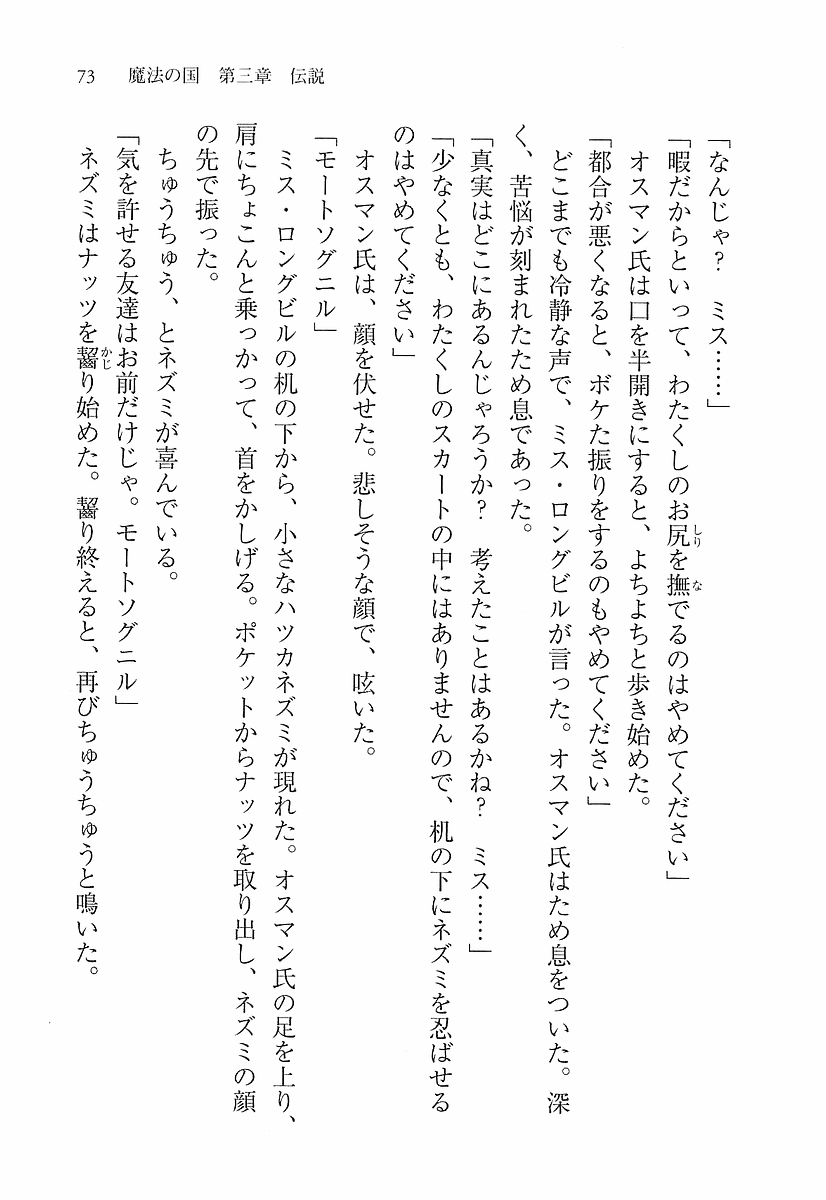 73　魔法の国　第三章　伝説
「なんじゃ？　ミス……」
「暇だからといって、わたくしのお尻を撫でるのはやめてください」
オスマン氏は口を半開きにすると、よちよちと歩き始めた。
「都合が悪くなると、ボケた振りをするのもやめてください」
どこまでも冷静な声で、ミス・ロングビルが言った。オスマン氏はため息をついた。深
く、苦悩が刻まれたため息であった。
「真実はどこにあるんじゃろうか？　考えたことはあるかね？　ミス……」
「少なくとも、わたくしのスカートの中にはありませんので、机の下にネズミを忍ばせる
のはやめてください」
オスマン氏は、顔を伏せた。悲しそうな顔で、呟いた。
「モートソグニル」
ミス・ロングビルの机の下から、小さなハツカネズミが現れた。オスマン氏の足を上り、
肩にちょこんと乗っかって、首をかしげる。ポケットからナッツを取り出し、ネズミの顔
の先で振った。
ちゅうちゅう、とネズミが喜んでいる。
「気を許せる友達はお前だけじゃ。モートソグニル」
ネズミはナッツを齧り始めた。齧り終えると、再びちゅうちゅうと鳴いた。